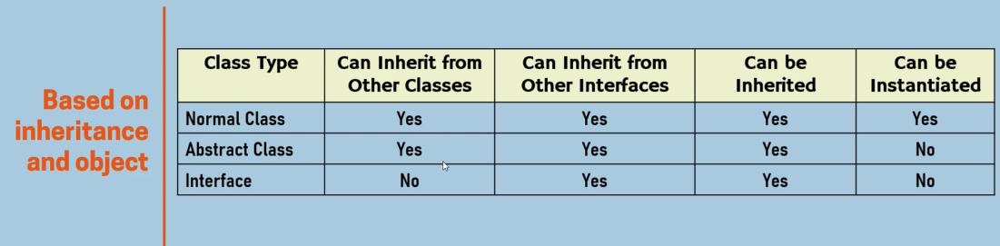 Based on
inheritance
and object
Class Type
Can Inherit from
Other Classes
Can Inherit from
Other Interfaces
Can be
Inherited
Can be
Instantiated
Normal Class Yes Yes Yes Yes
Abstract Class Yes Yes Yes No
Interface No Yes Yes No